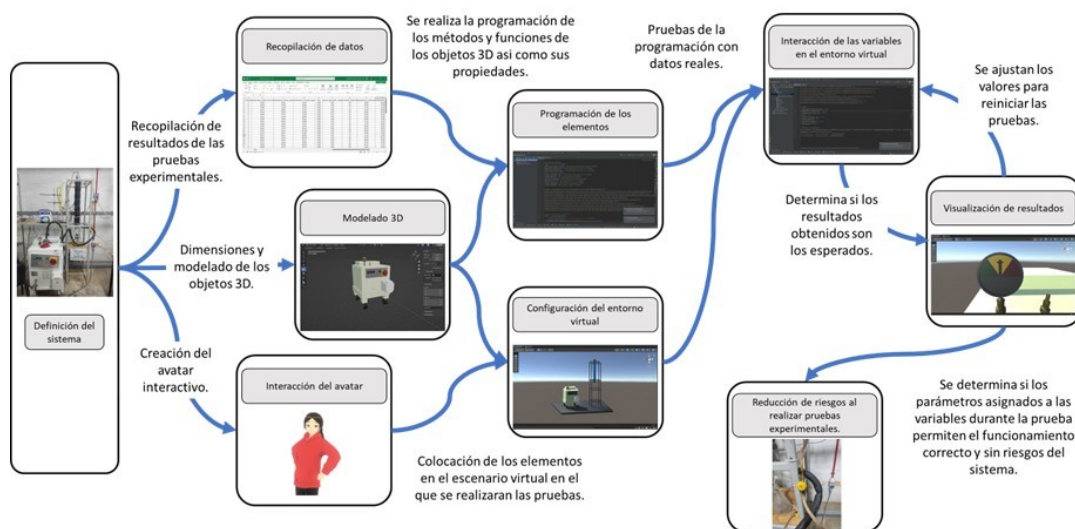 Definición del
sistema
Recopilación de
resultados de las
pruebas
experimentales.
Dimensiones y
modelado de los
objetos 3D.
Creación del
avatar
interactivo.
Recopilación de datos
Modelado 3D
Interacción del avatar
Se realiza la programación de
los métodos y funciones de
los objetos 3D asi como sus
propiedades.
Programación de los
elementos
Configuración del entorno
virtual
Colocación de los elementos
en el escenario virtual en el
que se realizaran las pruebas.
Pruebas de la
programación con
datos reales.
Interacción de las variables
en el entorno virtual
Se ajustan los
valores para
reiniciar las
pruebas.
Determina si los
resultados
obtenidos son
los esperados.
Visualización de resultados
Reducción de riesgos al
realizar pruebas
experimentales.
Se determina si los
parámetros asignados a las
variables durante la prueba
permiten el funcionamiento
correcto y sin riesgos del
sistema.